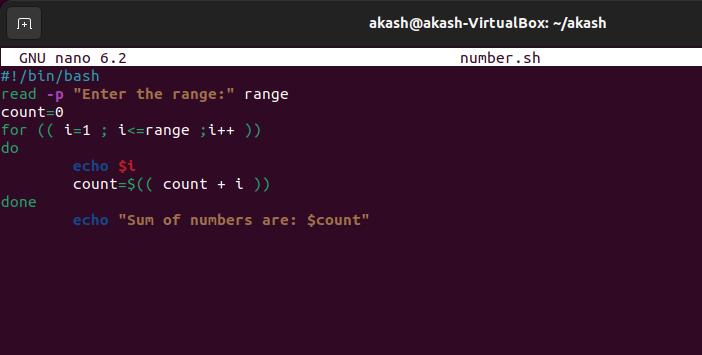 akash@akash-VirtualBox: ~/akash
GNU nano 6.2 number.sh
#!/bin/bash
read -p "Enter the range:" range
count=0
for (( i=1 ; i<=range ;i++ ))
do
        echo $i
        count=$(( count + i ))
done
        echo "Sum of numbers are: $count"